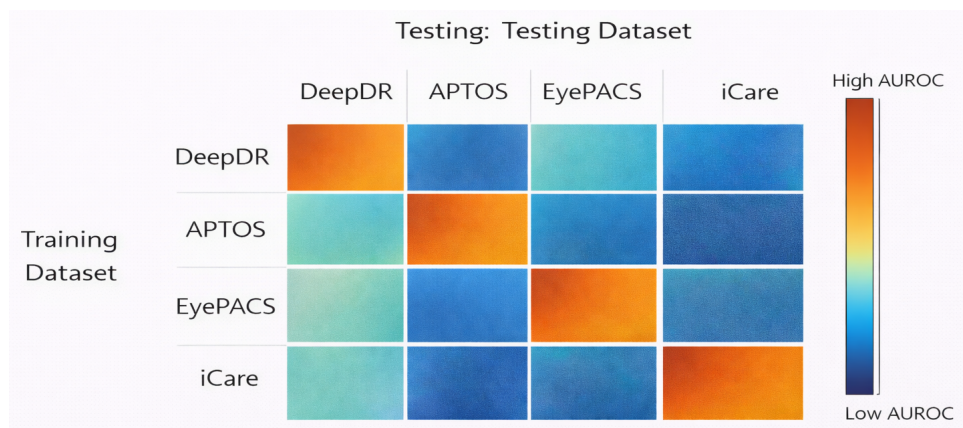 Testing: Testing Dataset
DeepDR APTOS EyePACS iCare
High AUROC
DeepDR
APTOS
Training
Dataset
EyePACS
iCare
Low AUROC